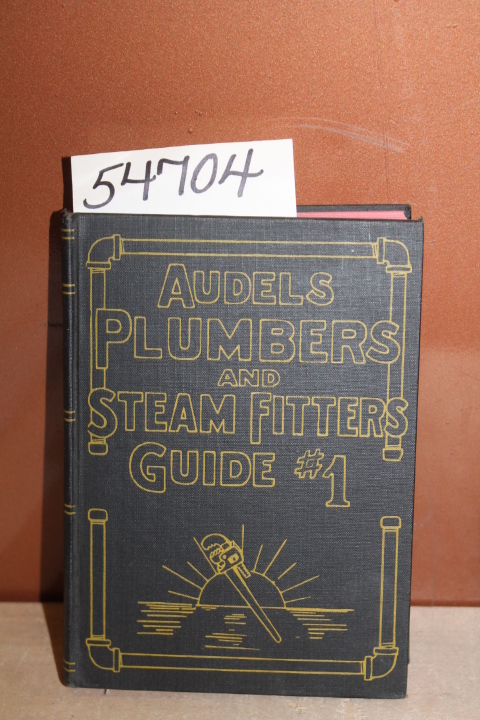 54704
AUDELS
PLUMBERS
AND
STEAM FITTERS
GUIDE #1